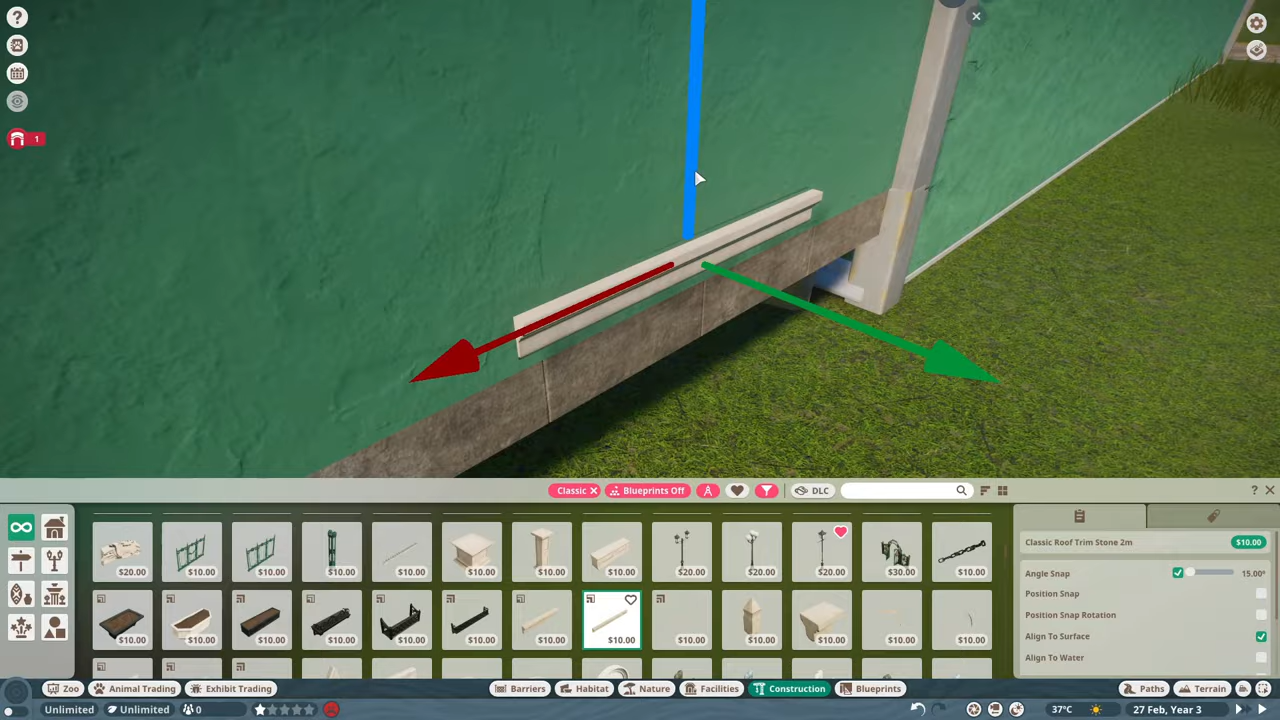 ?
1
Classic × Blueprints Off DLC
? ×
$20.00 $10.00 $10.00 $10.00 $10.00 $10.00 $10.00 $10.00 $20.00 $20.00 $20.00 $30.00 $10.00
$10.00 $10.00 $10.00 $10.00 $10.00 $10.00 $10.00 $10.00 $10.00 $10.00 $10.00 $10.00 $10.00
Classic Roof Trim Stone 2m $10.00
Angle Snap 15.00°
Position Snap
Position Snap Rotation
Align To Surface
Align To Water
Zoo Animal Trading Exhibit Trading Barriers Habitat Nature Facilities Construction Blueprints Paths Terrain
Unlimited Unlimited 0 37°C 27 Feb, Year 3